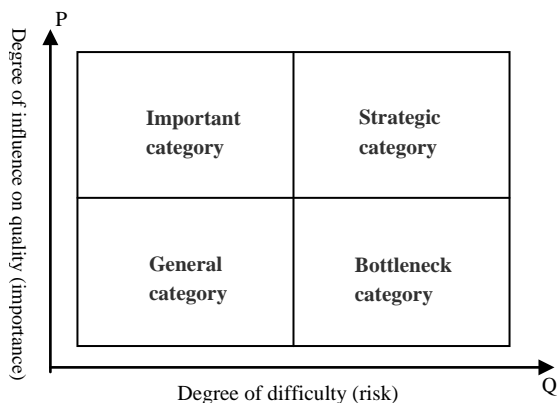 P
Degree of influence on quality (importance)
Important
category
Strategic
category
General
category
Bottleneck
category
Q
Degree of difficulty (risk)